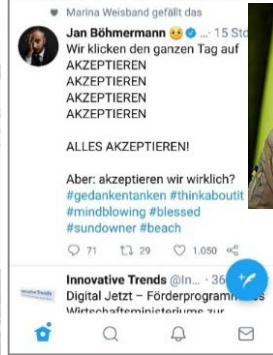 Marina Weisband gefällt das
Jan Böhmermann 15 Std
Wir klicken den ganzen Tag auf
AKZEPTIEREN
AKZEPTIEREN
AKZEPTIEREN
AKZEPTIEREN
ALLES AKZEPTIEREN!
Aber: akzeptieren wir wirklich?
#gedankentanken #thinkaboutit
#mindblowing #blessed
#sundowner #beach
71 29 1.050
Innovative Trends @In... · 36
Digital Jetzt – Förderprogramm
Wirtschaftsministeriums zur